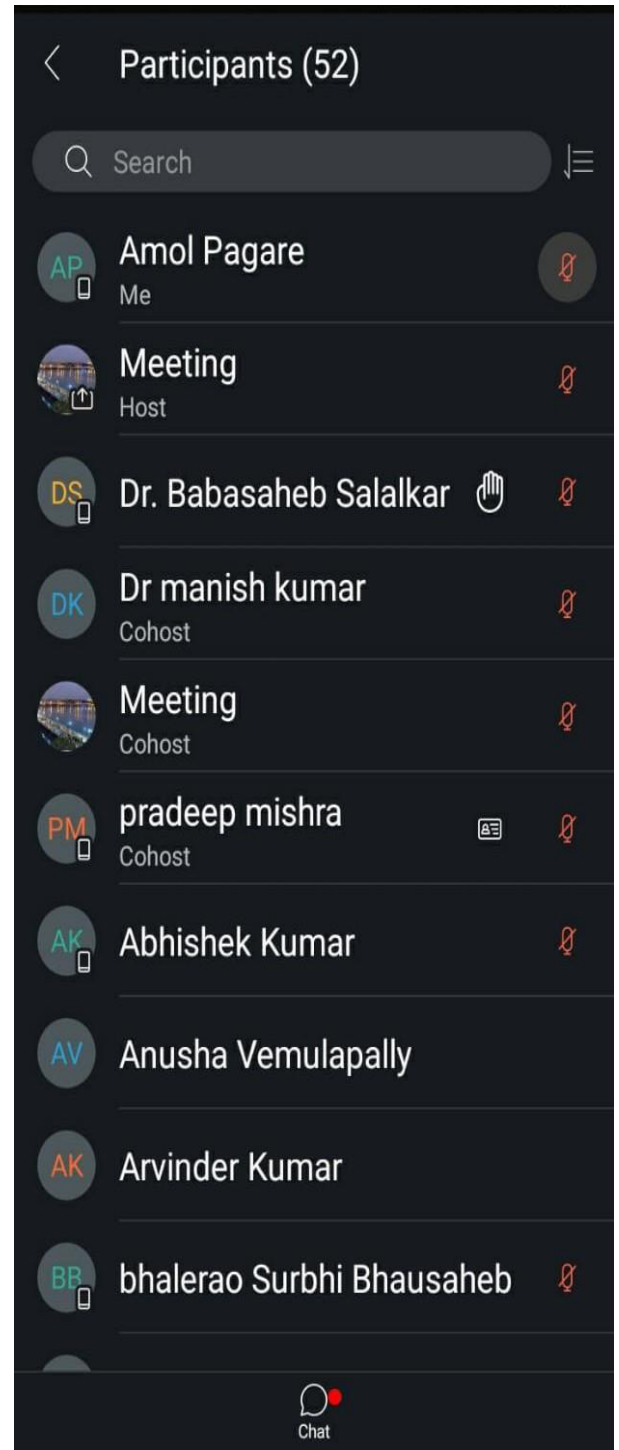 Participants (52)
Search
AP
Amol Pagare
Me
Meeting
Host
DS
Dr. Babasaheb Salalkar
DK
Dr manish kumar
Cohost
Meeting
Cohost
PM
pradeep mishra
Cohost
AK
Abhishek Kumar
AV
Anusha Vemulapally
AK
Arvinder Kumar
BB
bhalerao Surbhi Bhausaheb
Chat